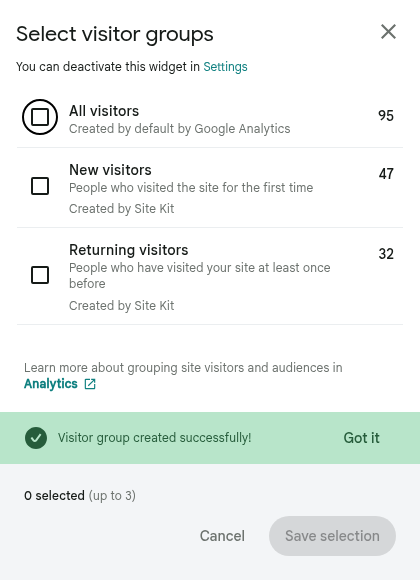 Select visitor groups
You can deactivate this widget in Settings
All visitors 95
Created by default by Google Analytics
New visitors 47
People who visited the site for the first time
Created by Site Kit
Returning visitors 32
People who have visited your site at least once
before
Created by Site Kit
Learn more about grouping site visitors and audiences in
Analytics
Visitor group created successfully! Got it
0 selected (up to 3)
Cancel Save selection